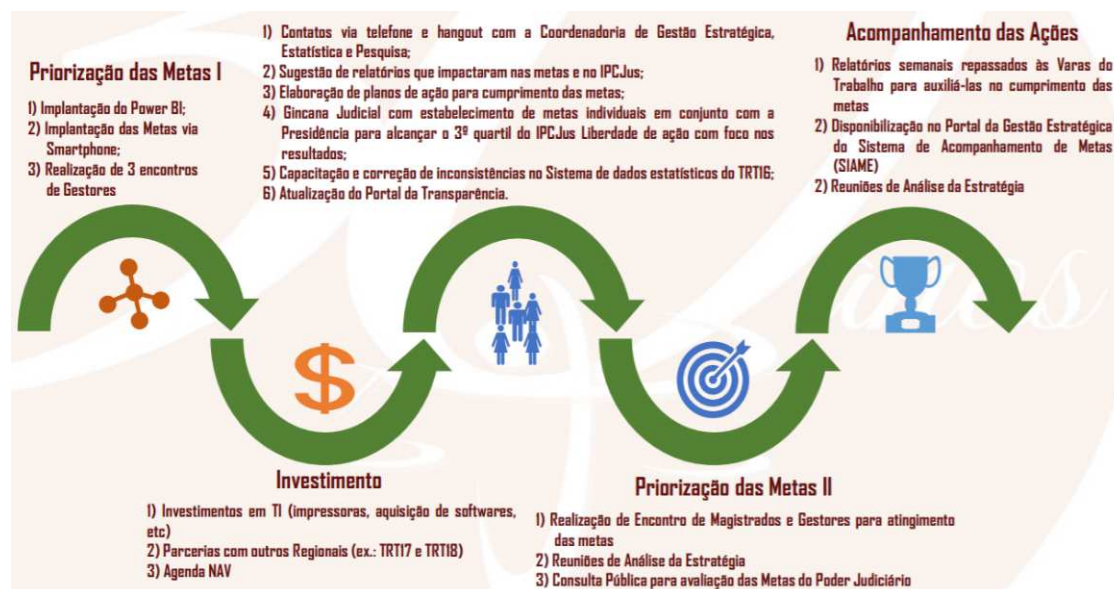 Priorização das Metas I
1) Implantação do Power BI;
2) Implantação das Metas via
Smartphone;
3) Realização de 3 encontros
de Gestores
1) Contatos via telefone e hangout com a Coordenadoria de Gestão Estratégica,
Estatística e Pesquisa;
2) Sugestão de relatórios que impactaram nas metas e no IPCJus;
3) Elaboração de planos de ação para cumprimento das metas;
4) Gincana Judicial com estabelecimento de metas individuais em conjunto com a
Presidência para alcançar o 3º quartil do IPCJus Liberdade de ação com foco nos
resultados;
5) Capacitação e correção de inconsistências no Sistema de dados estatísticos do TRT16;
6) Atualização do Portal da Transparência.
Acompanhamento das Ações
1) Relatórios semanais repassados às Varas do
Trabalho para auxiliá-las no cumprimento das
metas
2) Disponibilização no Portal da Gestão Estratégica
do Sistema de Acompanhamento de Metas
(SIAME)
2) Reuniões de Análise da Estratégia
Investimento
1) Investimentos em TI (impressoras, aquisição de softwares,
etc)
2) Parcerias com outros Regionais (ex.: TRT17 e TRT18)
3) Agenda NAV
Priorização das Metas II
1) Realização de Encontro de Magistrados e Gestores para atingimento
das metas
2) Reuniões de Análise da Estratégia
3) Consulta Pública para avaliação das Metas do Poder Judiciário